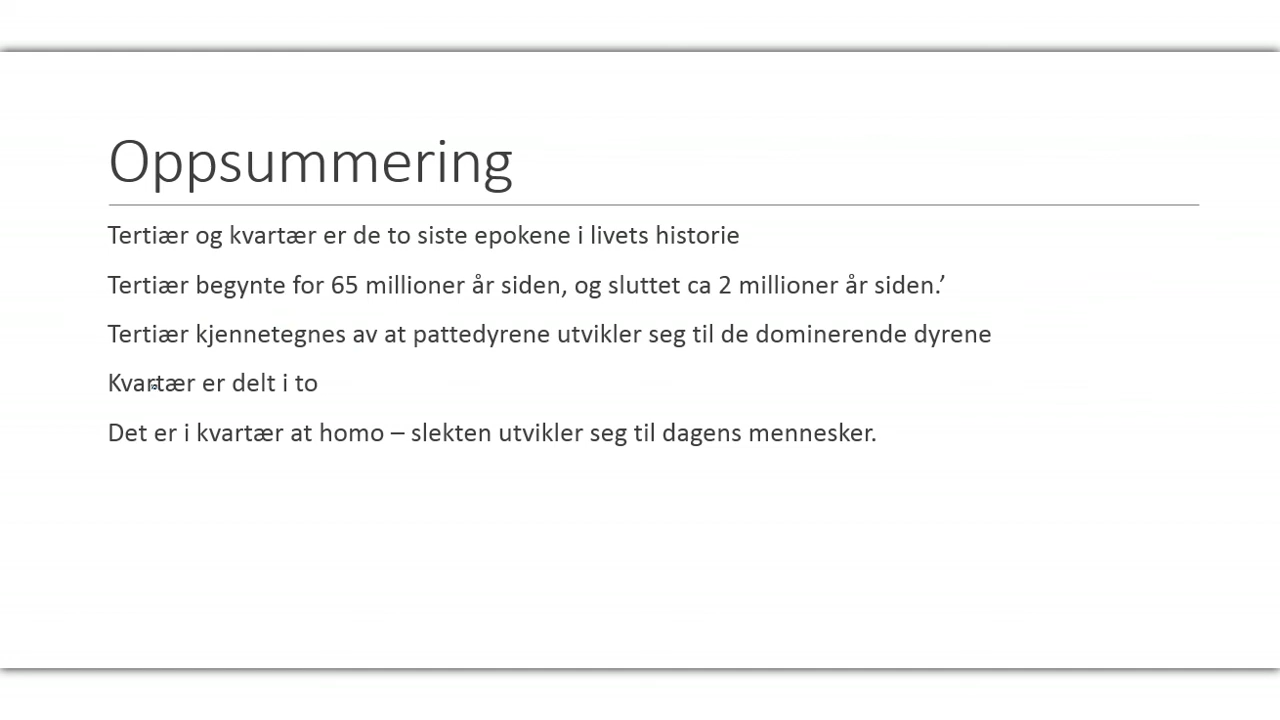 Oppsummering
Tertiær og kvartær er de to siste epokene i livets historie
Tertiær begynte for 65 millioner år siden, og sluttet ca 2 millioner år siden.’
Tertiær kjennetegnes av at pattedyrene utvikler seg til de dominerende dyrene
Kvartær er delt i to
Det er i kvartær at homo – slekten utvikler seg til dagens mennesker.